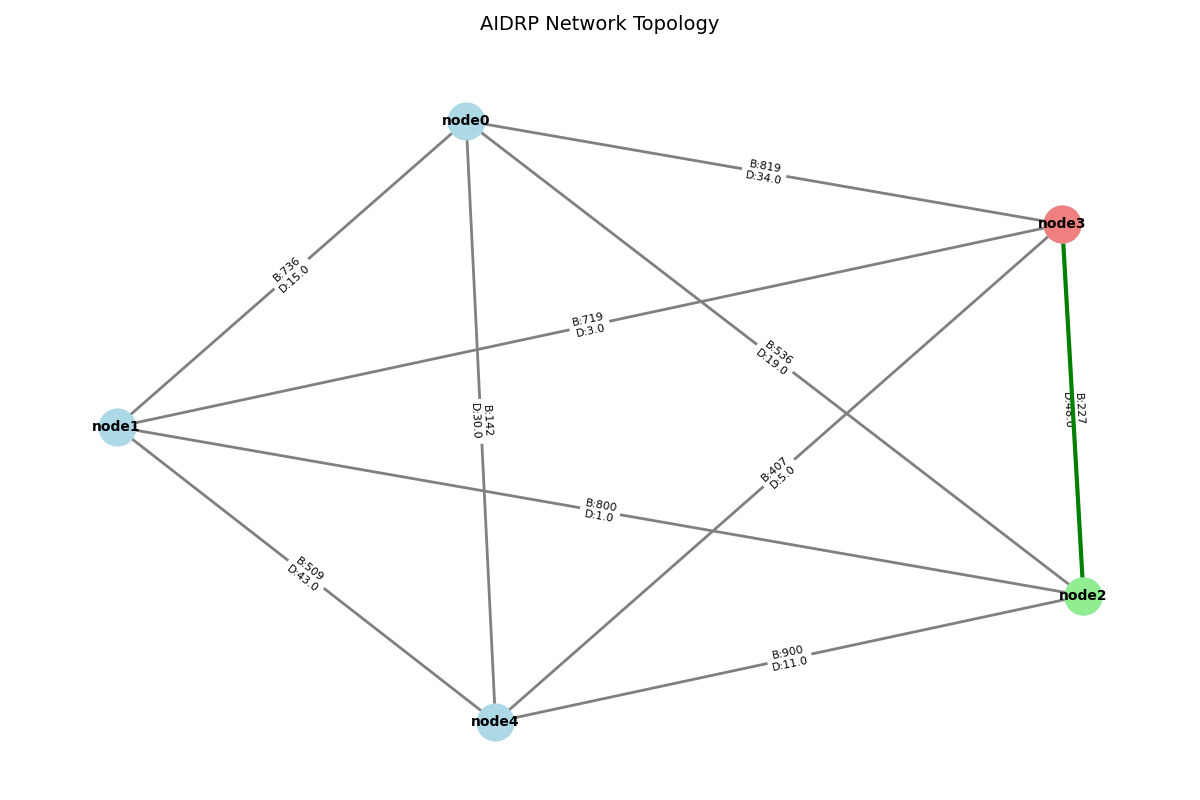 AIDRP Network Topology
node0
B:819
D:34.0
node3
B:736
D:15.0
B:719
D:3.0
B:536
D:19.0
B:142
D:30.0
B:227
D:48.0
node1
B:407
D:5.0
B:800
D:1.0
B:509
D:43.0
node2
B:900
D:11.0
node4